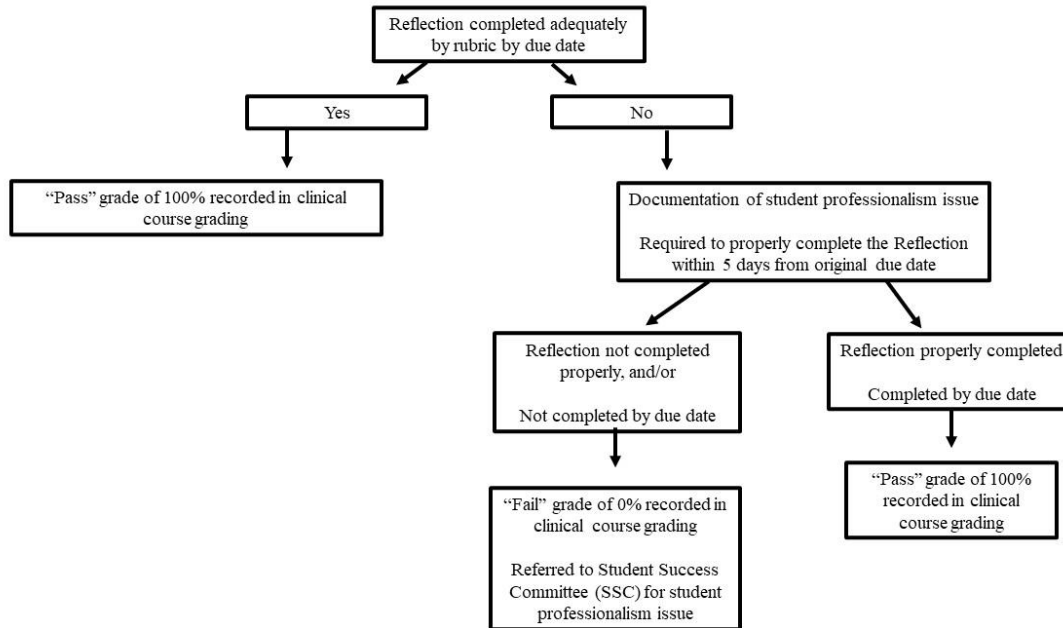 Reflection completed adequately
by rubric by due date
Yes
No
“Pass” grade of 100% recorded in clinical
course grading
Documentation of student professionalism issue
Required to properly complete the Reflection
within 5 days from original due date
Reflection not completed
properly, and/or
Not completed by due date
Reflection properly completed
Completed by due date
“Fail” grade of 0% recorded in
clinical course grading
Referred to Student Success
Committee (SSC) for student
professionalism issue
“Pass” grade of 100%
recorded in clinical
course grading